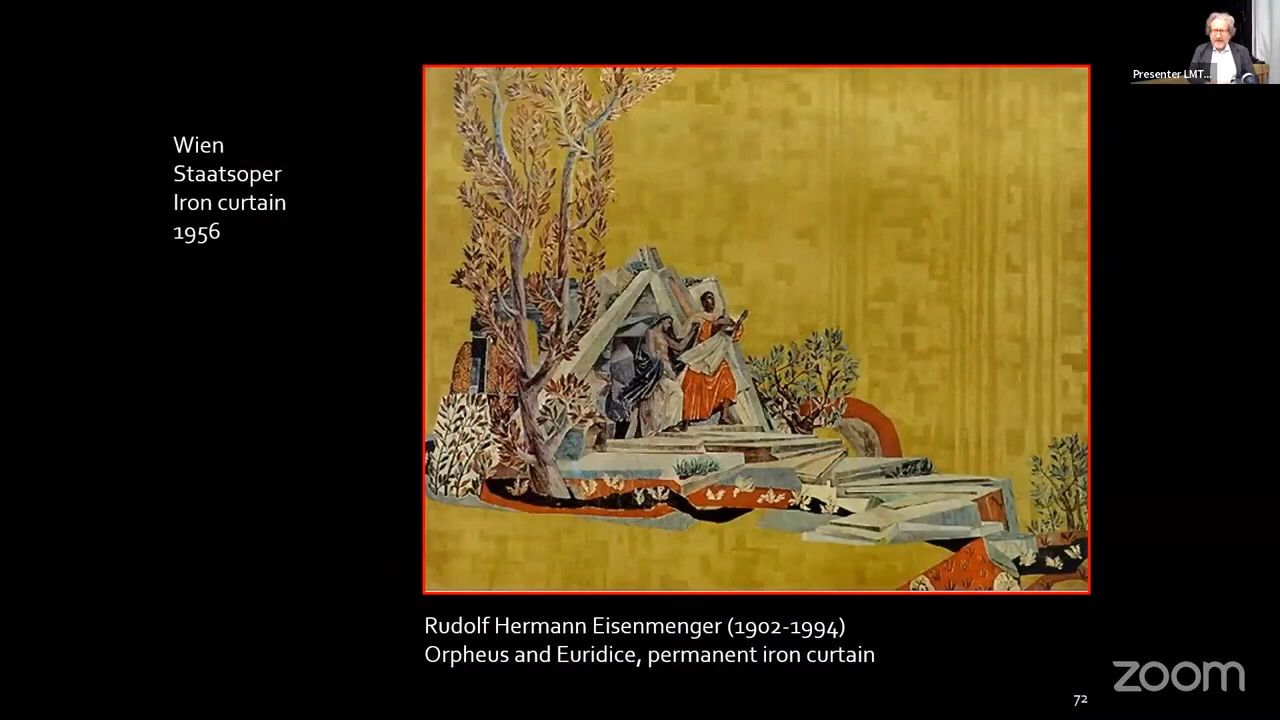 Presenter LMT...
Wien
Staatsoper
Iron curtain
1956
Rudolf Hermann Eisenmenger (1902-1994)
Orpheus and Euridice, permanent iron curtain
zoom
72